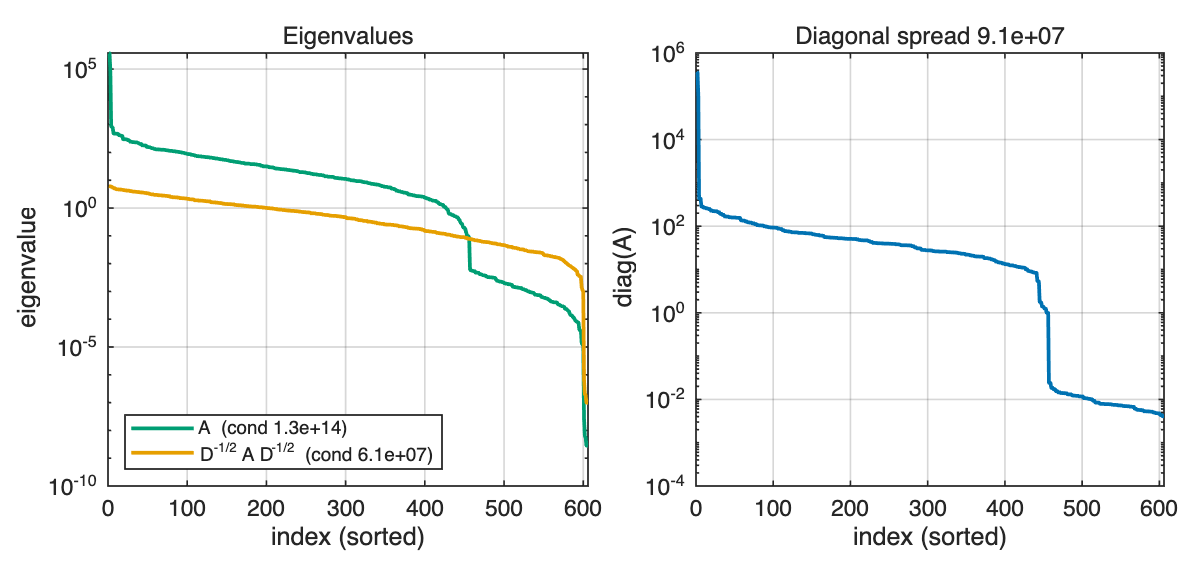 Eigenvalues
eigenvalue
10^5
10^0
10^-5
10^-10
A (cond 1.3e+14)
D^-1/2 A D^-1/2 (cond 6.1e+07)
0 100 200 300 400 500 600
index (sorted)
Diagonal spread 9.1e+07
diag(A)
10^6
10^4
10^2
10^0
10^-2
10^-4
0 100 200 300 400 500 600
index (sorted)